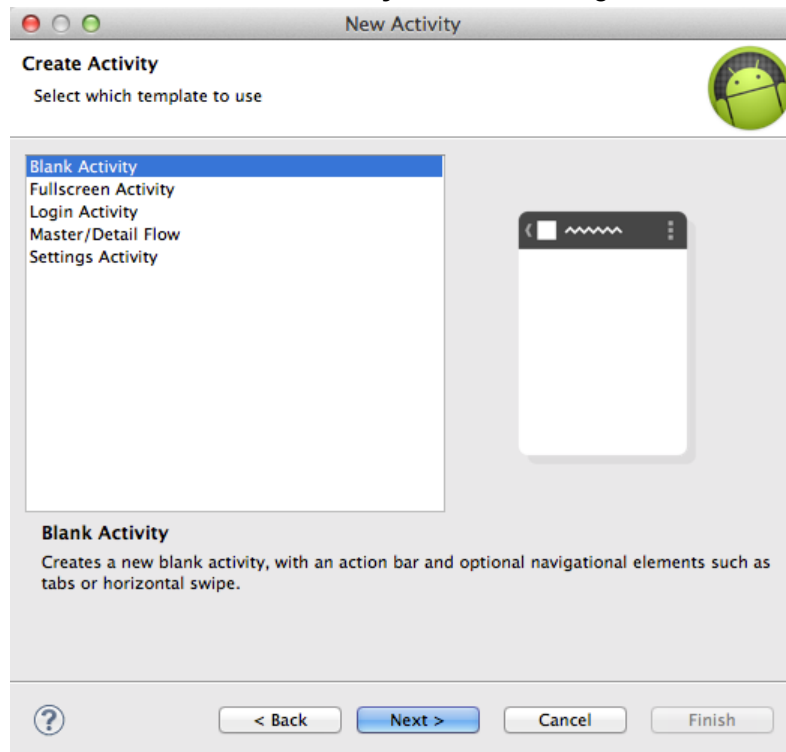 New Activity
Create Activity
Select which template to use
Blank Activity
Fullscreen Activity
Login Activity
Master/Detail Flow
Settings Activity
Blank Activity
Creates a new blank activity, with an action bar and optional navigational elements such as
tabs or horizontal swipe.
? < Back Next > Cancel Finish